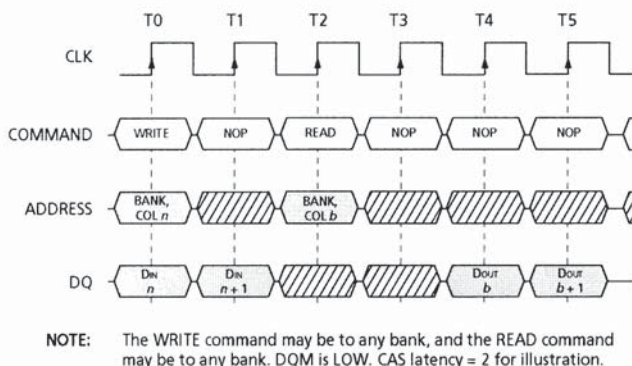 T0 T1 T2 T3 T4 T5
CLK
COMMAND WRITE NOP READ NOP NOP NOP
ADDRESS BANK, COL n BANK, COL b
DQ DIN n DIN n + 1 DOUT b DOUT b + 1
NOTE: The WRITE command may be to any bank, and the READ command
may be to any bank. DQM is LOW. CAS latency = 2 for illustration.